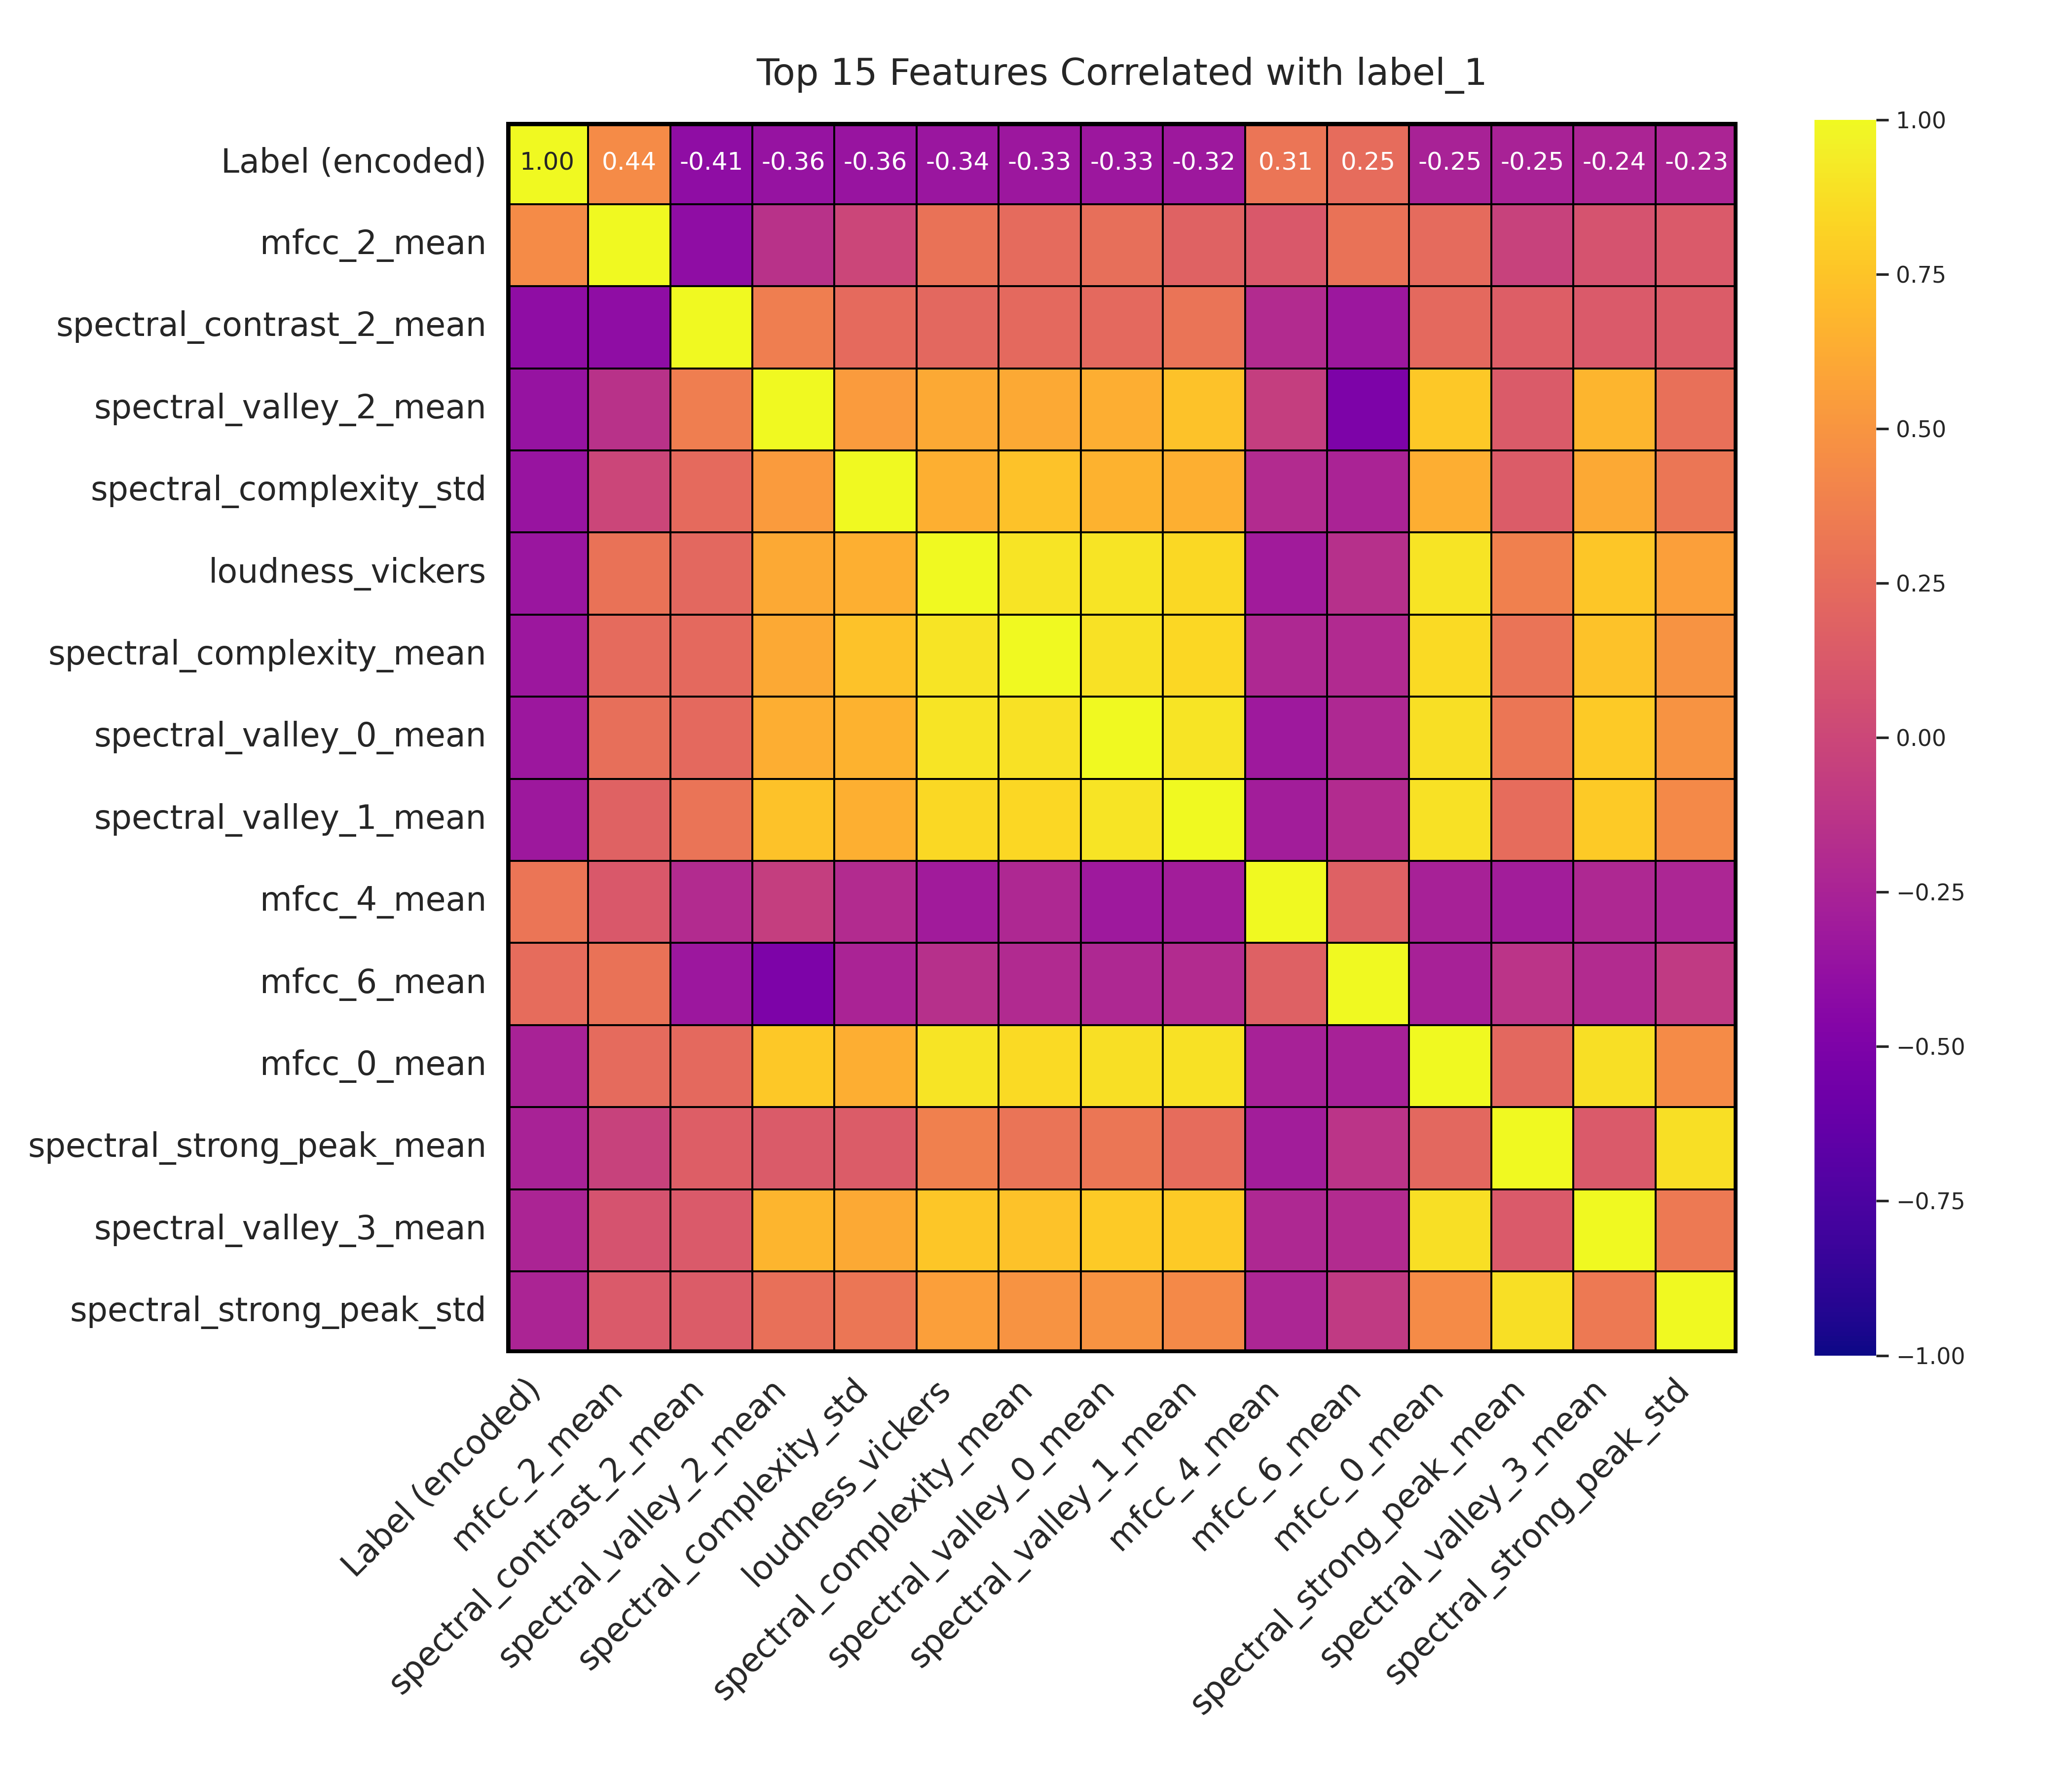 Top 15 Features Correlated with label_1
Label (encoded) 1.00 0.44 -0.41 -0.36 -0.36 -0.34 -0.33 -0.33 -0.32 0.31 0.25 -0.25 -0.25 -0.24 -0.23
mfcc_2_mean
spectral_contrast_2_mean
spectral_valley_2_mean
spectral_complexity_std
loudness_vickers
spectral_complexity_mean
spectral_valley_0_mean
spectral_valley_1_mean
mfcc_4_mean
mfcc_6_mean
mfcc_0_mean
spectral_strong_peak_mean
spectral_valley_3_mean
spectral_strong_peak_std
Label (encoded)
mfcc_2_mean
spectral_contrast_2_mean
spectral_valley_2_mean
spectral_complexity_std
loudness_vickers
spectral_complexity_mean
spectral_valley_0_mean
spectral_valley_1_mean
mfcc_4_mean
mfcc_6_mean
mfcc_0_mean
spectral_strong_peak_mean
spectral_valley_3_mean
spectral_strong_peak_std
1.00
0.75
0.50
0.25
0.00
−0.25
−0.50
−0.75
−1.00